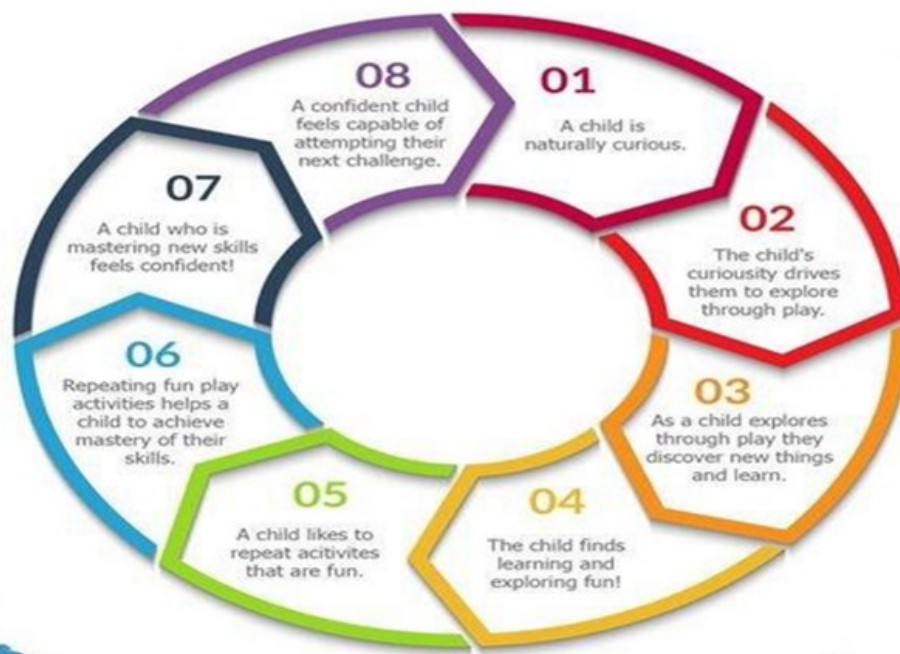 01
A child is
naturally curious.
02
The child's
curiousity drives
them to explore
through play.
03
As a child explores
through play they
discover new things
and learn.
04
The child finds
learning and
exploring fun!
05
A child likes to
repeat acitivites
that are fun.
06
Repeating fun play
activities helps a
child to achieve
mastery of their
skills.
07
A child who is
mastering new skills
feels confident!
08
A confident child
feels capable of
attempting their
next challenge.